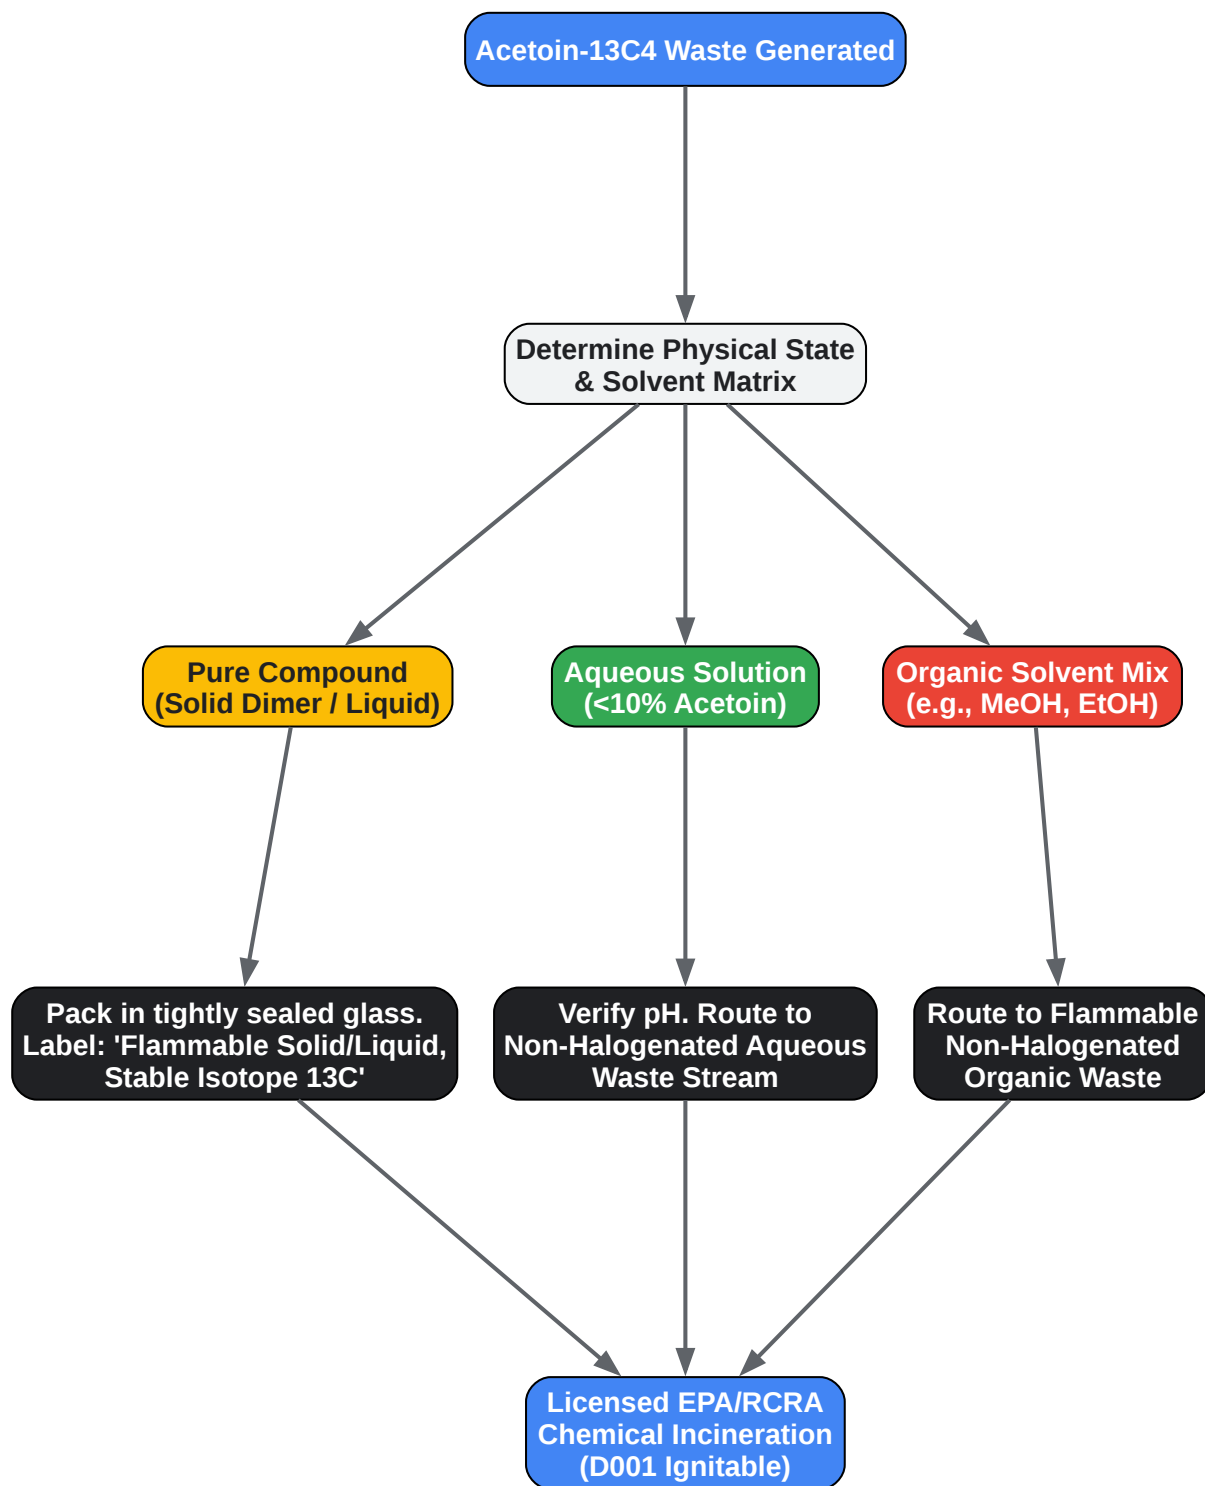 Acetoin-13C4 Waste Generated
Determine Physical State
& Solvent Matrix
Pure Compound
(Solid Dimer / Liquid)
Aqueous Solution
(<10% Acetoin)
Organic Solvent Mix
(e.g., MeOH, EtOH)
Pack in tightly sealed glass.
Label: 'Flammable Solid/Liquid,
Stable Isotope 13C'
Verify pH. Route to
Non-Halogenated Aqueous
Waste Stream
Route to Flammable
Non-Halogenated
Organic Waste
Licensed EPA/RCRA
Chemical Incineration
(D001 Ignitable)